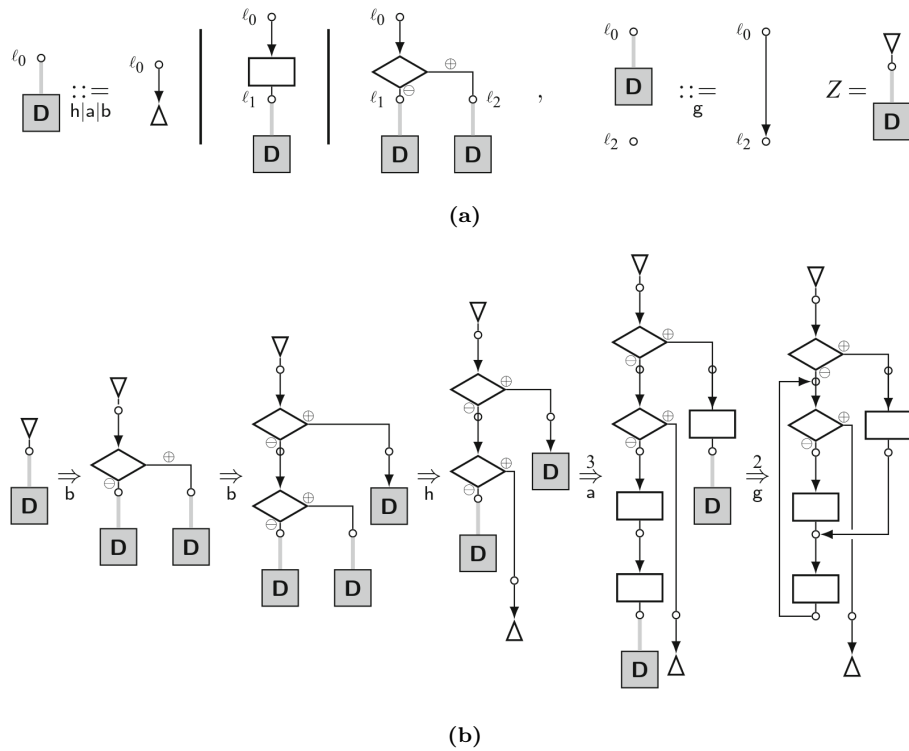 ℓ₀ ℓ₀ ℓ₀ ℓ₀ ℓ₀ ℓ₀
D ::= h|a|b ℓ₁ ⊖ ⊕ ℓ₁ ℓ₂ , D ::= g Z =
D D D ℓ₂ ℓ₂ D
(a)
⊕
⊕ ⊖
⊕ ⊕ ⊖ ⊕ ⊖
⊕ ⊖ D ⊖ ⊕ ⊖ ⊕
D ⇒ b ⊖ ⊕ ⇒ b ⊖ ⊕ D ⇒ h ⊖ ⊕ D 3 ⇒ a ⊖ D 2 ⇒ g ⊖
D D D D D
D
(b)